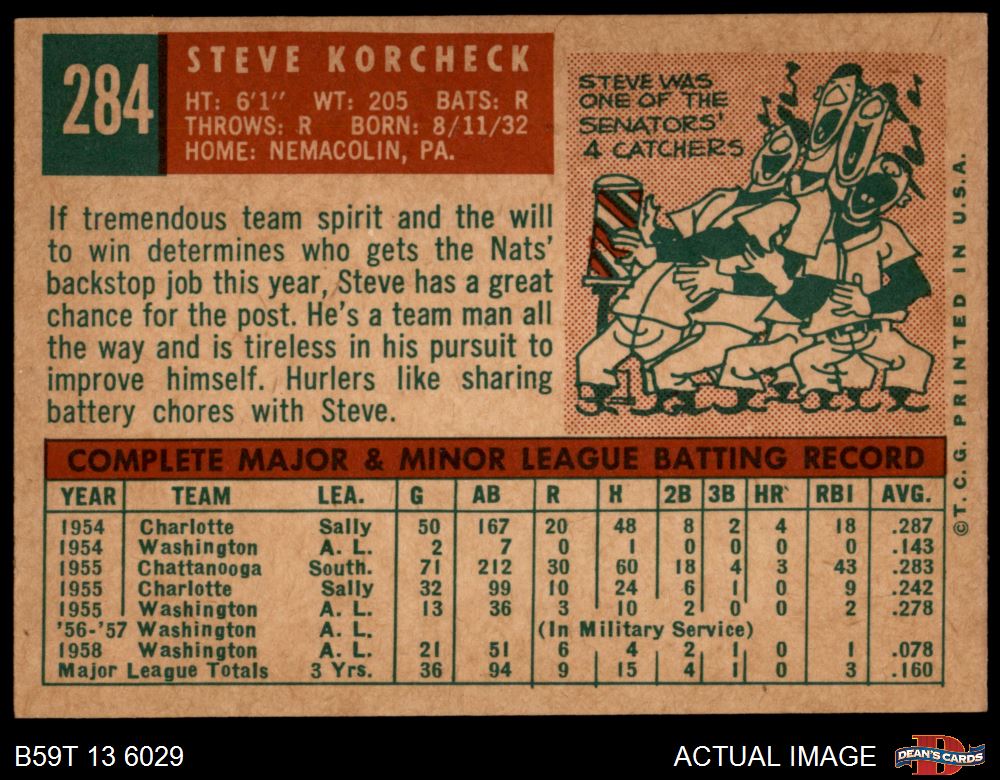 284
STEVE KORCHECK
HT: 6'1" WT: 205 BATS: R
THROWS: R BORN: 8/11/32
HOME: NEMACOLIN, PA.
STEVE WAS
ONE OF THE
SENATORS'
4 CATCHERS
If tremendous team spirit and the will
to win determines who gets the Nats'
backstop job this year, Steve has a great
chance for the post. He's a team man all
the way and is tireless in his pursuit to
improve himself. Hurlers like sharing
battery chores with Steve.
COMPLETE MAJOR & MINOR LEAGUE BATTING RECORD
YEAR TEAM LEA. G AB R H 2B 3B HR RBI AVG.
1954 Charlotte Sally 50 167 20 48 8 2 4 18 .287
1954 Washington A. L. 2 7 0 1 0 0 0 0 .143
1955 Chattanooga South. 71 212 30 60 18 4 3 43 .283
1955 Charlotte Sally 32 99 10 24 6 1 0 9 .242
1955 Washington A. L. 13 36 3 10 2 0 0 2 .278
'56-'57 Washington A. L. (In Military Service)
1958 Washington A. L. 21 51 6 4 2 1 0 1 .078
Major League Totals 3 Yrs. 36 94 9 15 4 1 0 3 .160
©T. C. G. PRINTED IN U.S.A.
B59T 13 6029
ACTUAL IMAGE
DEAN'S CARDS